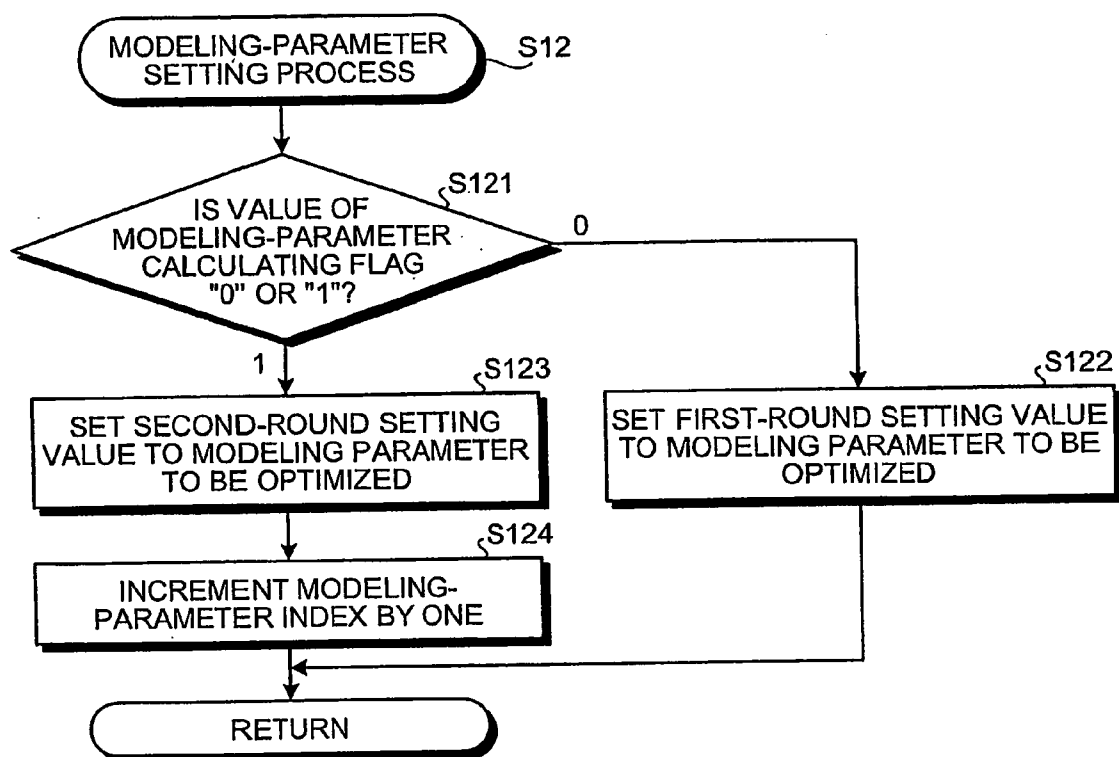 MODELING-PARAMETER
SETTING PROCESS
S12
S121
IS VALUE OF
MODELING-PARAMETER
CALCULATING FLAG
"0" OR "1"?
0
1
S123
SET SECOND-ROUND SETTING
VALUE TO MODELING PARAMETER
TO BE OPTIMIZED
S122
SET FIRST-ROUND SETTING VALUE
TO MODELING PARAMETER TO BE
OPTIMIZED
S124
INCREMENT MODELING-
PARAMETER INDEX BY ONE
RETURN